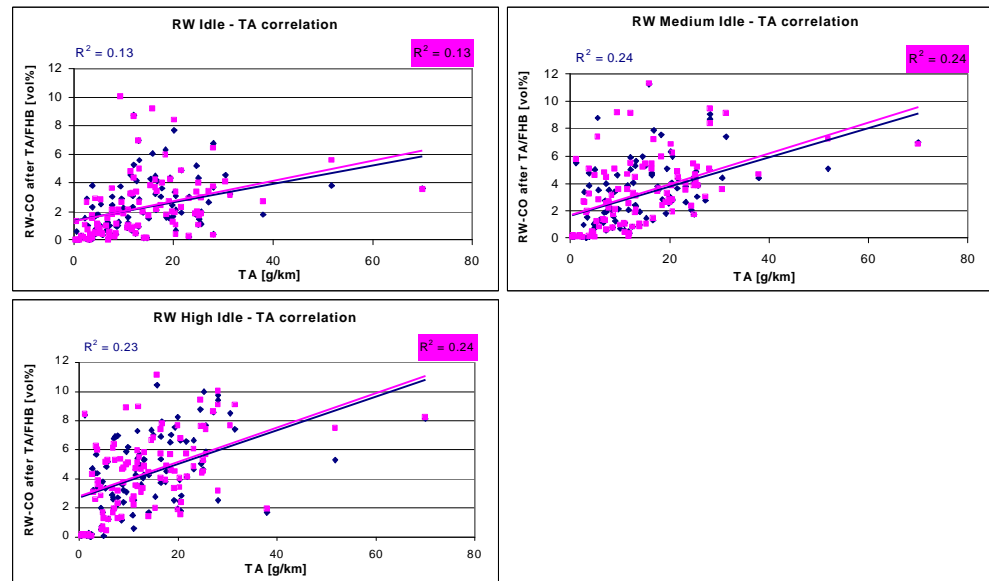 RW Idle - TA correlation
R² = 0.13
R² = 0.13
RW-CO after TA/FHB [vol%]
12
10
8
6
4
2
0
0 20 40 60 80
TA [g/km]
RW Medium Idle - TA correlation
R² = 0.24
R² = 0.24
RW-CO after TA/FHB [vol%]
12
10
8
6
4
2
0
0 20 40 60 80
TA [g/km]
RW High Idle - TA correlation
R² = 0.23
R² = 0.24
RW-CO after TA/FHB [vol%]
12
10
8
6
4
2
0
0 20 40 60 80
TA [g/km]